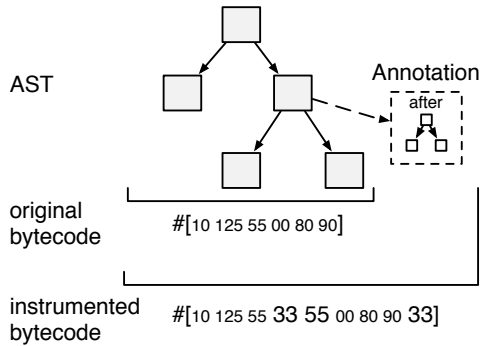 AST
Annotation
after
original
bytecode
#[10 125 55 00 80 90]
instrumented
bytecode
#[10 125 55 33 55 00 80 90 33]